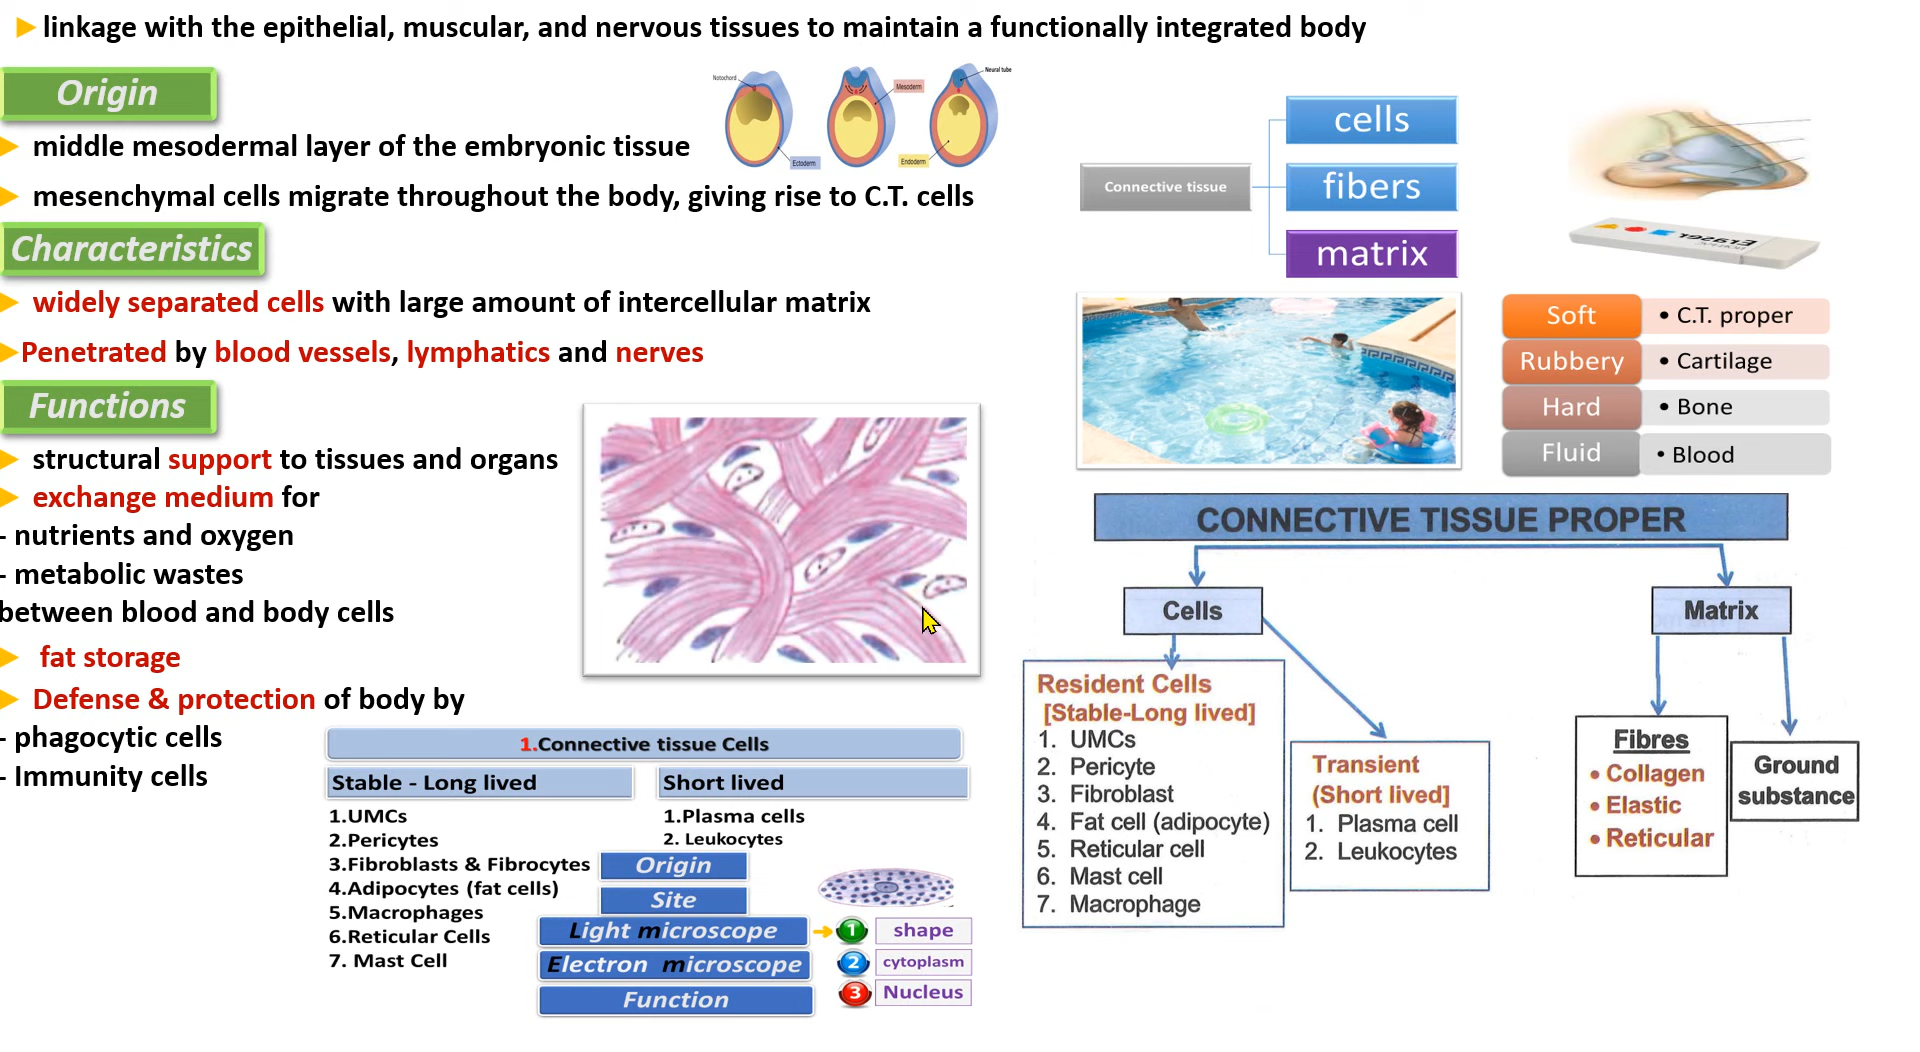 linkage with the epithelial, muscular, and nervous tissues to maintain a functionally integrated body
Origin
middle mesodermal layer of the embryonic tissue
mesenchymal cells migrate throughout the body, giving rise to C.T. cells
Notochord
Ectoderm
Mesoderm
Endoderm
Neural tube
Characteristics
widely separated cells with large amount of intercellular matrix
Penetrated by blood vessels, lymphatics and nerves
Functions
structural support to tissues and organs
exchange medium for
- nutrients and oxygen
- metabolic wastes
between blood and body cells
fat storage
Defense & protection of body by
- phagocytic cells
- Immunity cells
1.Connective tissue Cells
Stable - Long lived
1.UMCs
2.Pericytes
3.Fibroblasts & Fibrocytes
4.Adipocytes (fat cells)
5.Macrophages
6.Reticular Cells
7. Mast Cell
Short lived
1.Plasma cells
2. Leukocytes
Origin
Site
Light microscope
Electron microscope
Function
1 shape
2 cytoplasm
3 Nucleus
Connective tissue
cells
fibers
matrix
Soft • C.T. proper
Rubbery • Cartilage
Hard • Bone
Fluid • Blood
CONNECTIVE TISSUE PROPER
Cells
Matrix
Resident Cells
[Stable-Long lived]
1. UMCs
2. Pericyte
3. Fibroblast
4. Fat cell (adipocyte)
5. Reticular cell
6. Mast cell
7. Macrophage
Transient
(Short lived]
1. Plasma cell
2. Leukocytes
Fibres
• Collagen
• Elastic
• Reticular
Ground
substance